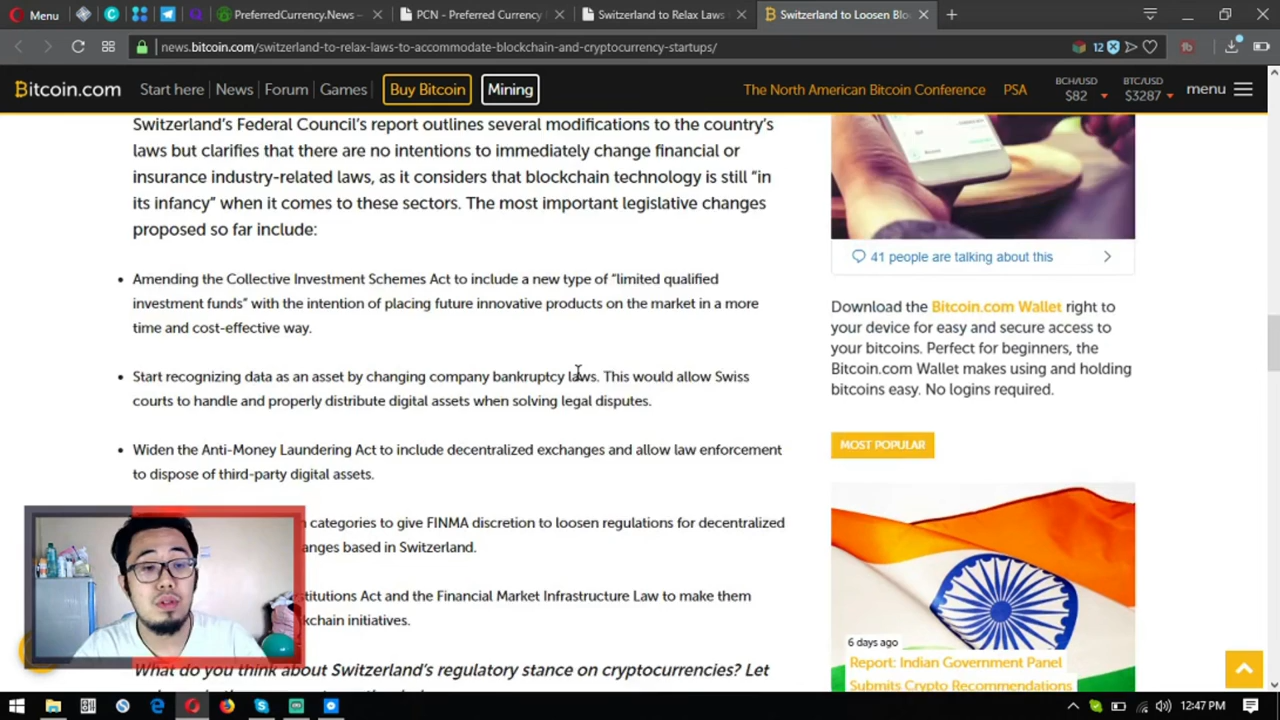 Menu
PreferredCurrency.News –
PCN - Preferred Currency
Switzerland to Relax Laws
Switzerland to Loosen Blo
news.bitcoin.com/switzerland-to-relax-laws-to-accommodate-blockchain-and-cryptocurrency-startups/
12
Bitcoin.com
Start here
News
Forum
Games
Buy Bitcoin
Mining
The North American Bitcoin Conference
PSA
BCH/USD
$82
BTC/USD
$3287
menu
Switzerland's Federal Council's report outlines several modifications to the country's
laws but clarifies that there are no intentions to immediately change financial or
insurance industry-related laws, as it considers that blockchain technology is still "in
its infancy" when it comes to these sectors. The most important legislative changes
proposed so far include:
• Amending the Collective Investment Schemes Act to include a new type of "limited qualified
investment funds" with the intention of placing future innovative products on the market in a more
time and cost-effective way.
• Start recognizing data as an asset by changing company bankruptcy laws. This would allow Swiss
courts to handle and properly distribute digital assets when solving legal disputes.
• Widen the Anti-Money Laundering Act to include decentralized exchanges and allow law enforcement
to dispose of third-party digital assets.
categories to give FINMA discretion to loosen regulations for decentralized
anges based in Switzerland.
stitutions Act and the Financial Market Infrastructure Law to make them
kchain initiatives.
What do you think about Switzerland's regulatory stance on cryptocurrencies? Let
41 people are talking about this
Download the Bitcoin.com Wallet right to
your device for easy and secure access to
your bitcoins. Perfect for beginners, the
Bitcoin.com Wallet makes using and holding
bitcoins easy. No logins required.
MOST POPULAR
6 days ago
Report: Indian Government Panel
Submits Crypto Recommendations
12:47 PM